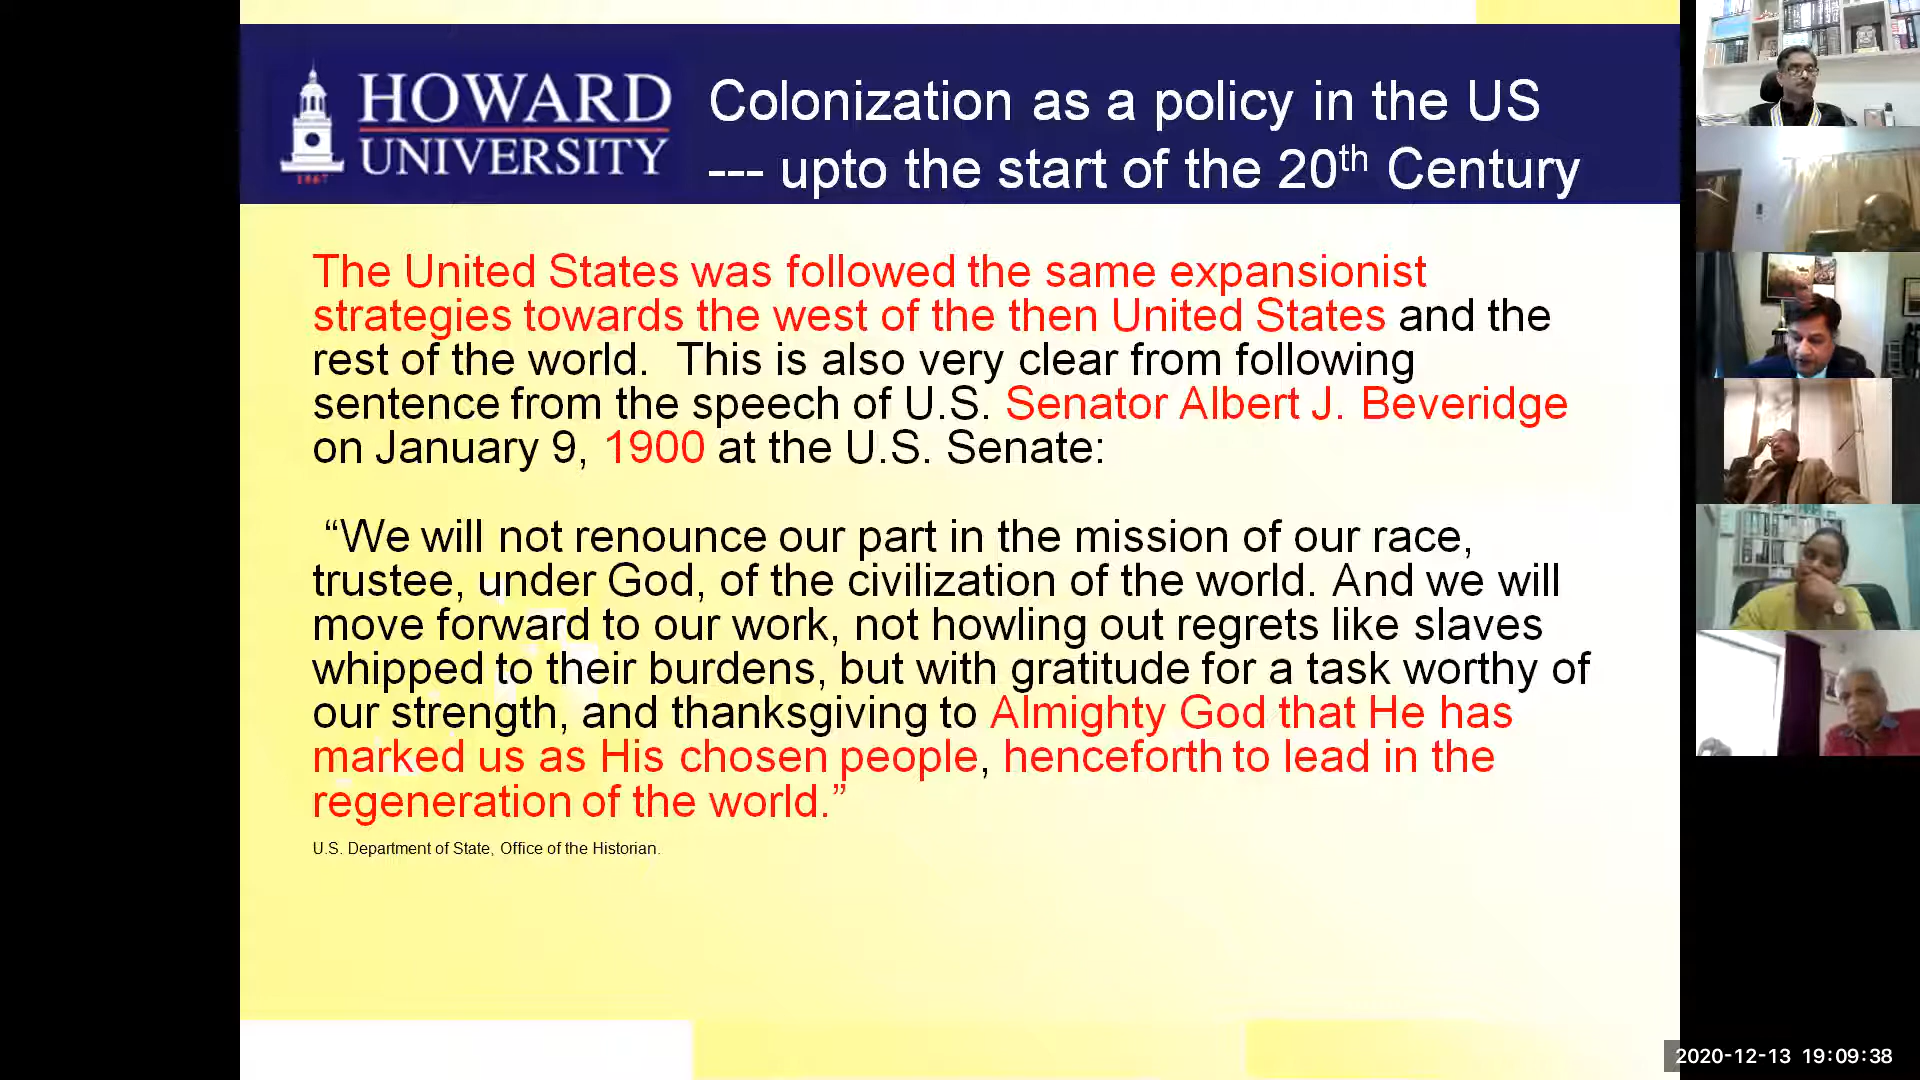 HOWARD
UNIVERSITY
1867
Colonization as a policy in the US
--- upto the start of the 20th Century
The United States was followed the same expansionist
strategies towards the west of the then United States and the
rest of the world.  This is also very clear from following
sentence from the speech of U.S. Senator Albert J. Beveridge
on January 9, 1900 at the U.S. Senate:
“We will not renounce our part in the mission of our race,
trustee, under God, of the civilization of the world. And we will
move forward to our work, not howling out regrets like slaves
whipped to their burdens, but with gratitude for a task worthy of
our strength, and thanksgiving to Almighty God that He has
marked us as His chosen people, henceforth to lead in the
regeneration of the world.”
U.S. Department of State, Office of the Historian.
2020-12-13 19:09:38